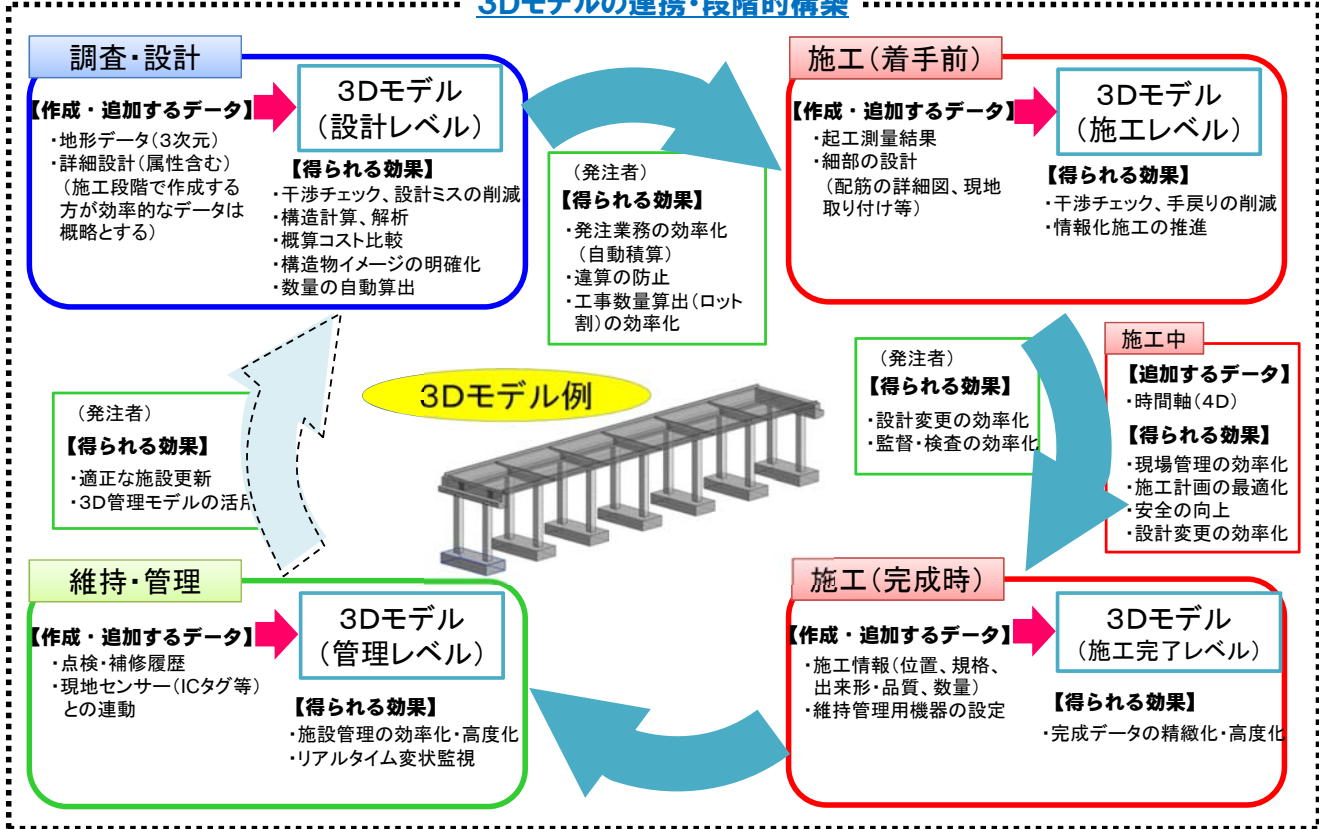 3Dモデルの連携・段階的構築
調査・設計
【作成・追加するデータ】
・地形データ(3次元)
・詳細設計(属性含む)
(施工段階で作成する
方が効率的なデータは
概略とする)
3Dモデル
(設計レベル)
【得られる効果】
・干渉チェック、設計ミスの削減
・構造計算、解析
・概算コスト比較
・構造物イメージの明確化
・数量の自動算出
(発注者)
【得られる効果】
・発注業務の効率化
(自動積算)
・違算の防止
・工事数量算出(ロット
割)の効率化
施工(着手前)
【作成・追加するデータ】
・起工測量結果
・細部の設計
(配筋の詳細図、現地
取り付け等)
3Dモデル
(施工レベル)
【得られる効果】
・干渉チェック、手戻りの削減
・情報化施工の推進
(発注者)
【得られる効果】
・設計変更の効率化
・監督・検査の効率化
施工中
【追加するデータ】
・時間軸(4D)
【得られる効果】
・現場管理の効率化
・施工計画の最適化
・安全の向上
・設計変更の効率化
3Dモデル例
(発注者)
【得られる効果】
・適正な施設更新
・3D管理モデルの活用
維持・管理
【作成・追加するデータ】
・点検・補修履歴
・現地センサー(ICタグ等)
との連動
3Dモデル
(管理レベル)
【得られる効果】
・施設管理の効率化・高度化
・リアルタイム変状監視
施工(完成時)
【作成・追加するデータ】
・施工情報(位置、規格、
出来形・品質、数量)
・維持管理用機器の設定
3Dモデル
(施工完了レベル)
【得られる効果】
・完成データの精緻化・高度化